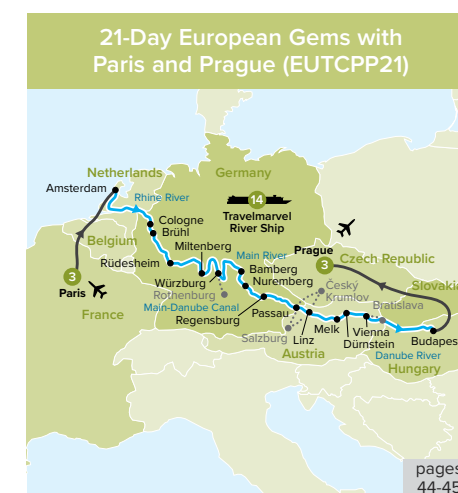 21-Day European Gems with
Paris and Prague (EUTCPP21)
Netherlands
Germany
Amsterdam
Rhine River
14
Travelmarvel
River Ship
Cologne
Brühl
Belgium
Miltenberg
Main River
Prague
3
Czech Republic
Rüdesheim
Bamberg
3
Paris
Würzburg
Nuremberg
Rothenburg
Český
Krumlov
Slovakia
Main-Danube Canal
France
Regensburg
Passau
Bratislava
Salzburg
Linz
Melk
Vienna
Dürnstein
Budapes
Austria
Danube River
Hungary
pages
44-45